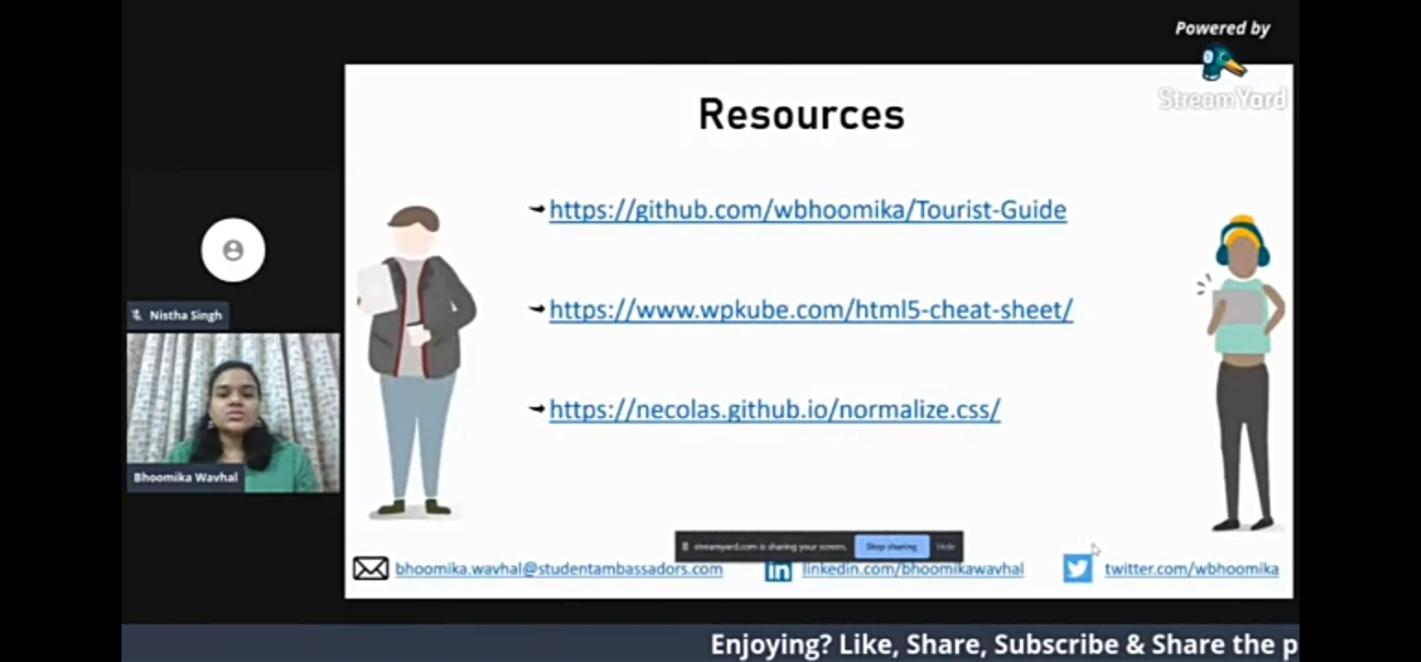 Powered by
StreamYard
Resources
https://github.com/wbhoomika/Tourist-Guide
https://www.wpkube.com/html5-cheat-sheet/
https://necolas.github.io/normalize.css/
Nistha Singh
Bhoomika Wavhal
streamyard.com is sharing your screen. Stop sharing Hide
bhoomika.wavhal@studentambassadors.com linkedin.com/bhoomikawavhal twitter.com/wbhoomika
Enjoying? Like, Share, Subscribe & Share the p